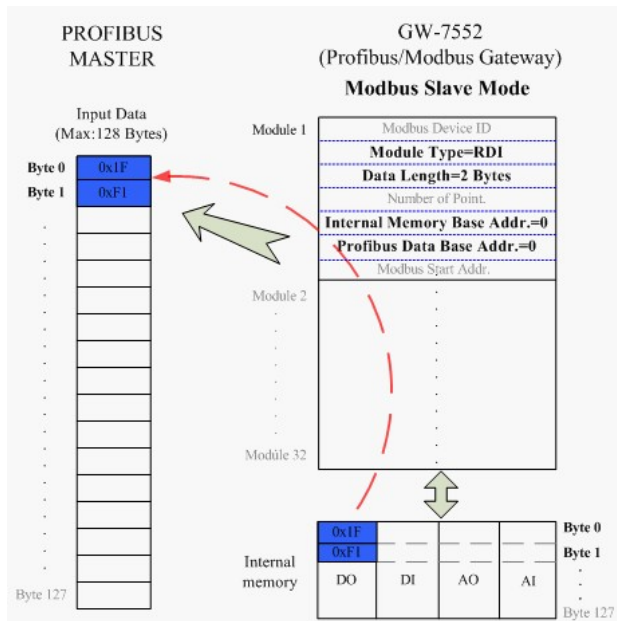 PROFIBUS
MASTER
Input Data
(Max:128 Bytes)
Byte 0
0x1F
Byte 1
0xF1
Byte 127
GW-7552
(Profibus/Modbus Gateway)
Modbus Slave Mode
Module 1
Modbus Device ID
Module Type=RDI
Data Length=2 Bytes
Number of Point.
Internal Memory Base Addr.=0
Profibus Data Base Addr.=0
Modbus Start Addr.
Module 2
Module 32
Internal
memory
0x1F
0xF1
DO
DI
AO
AI
Byte 0
Byte 1
Byte 127